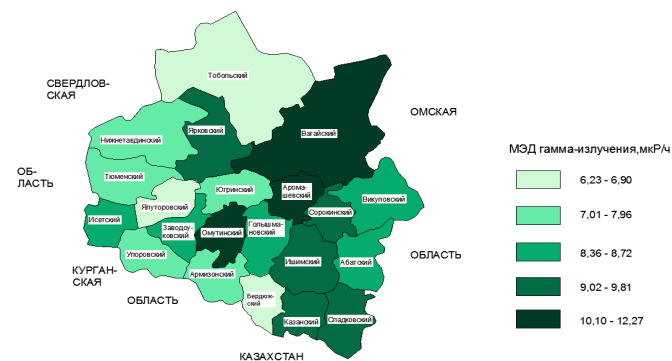 Тобольский
СВЕРДЛОВ-
СКАЯ
ОМСКАЯ
Ярковский
Вагайский
Нижнетавдинский
МЭД гамма-излучения,мкР/ч
ОБ-
ЛАСТЬ
Тюменский
6,23 - 6,90
Югринский
Арома-
шевский
Викуловский
Ялуторовский
Сорокинский
7,01 - 7,96
Исетский
Заводоу-
ковский
Омутинский
Голышма-
новский
8,36 - 8,72
Упоровский
Ишимский
Абатский
ОБЛАСТЬ
КУРГАН-
СКАЯ
Армизонский
9,02 - 9,81
ОБЛАСТЬ
Бердюж-
ский
Казанский
Сладковский
10,10 - 12,27
КАЗАХСТАН